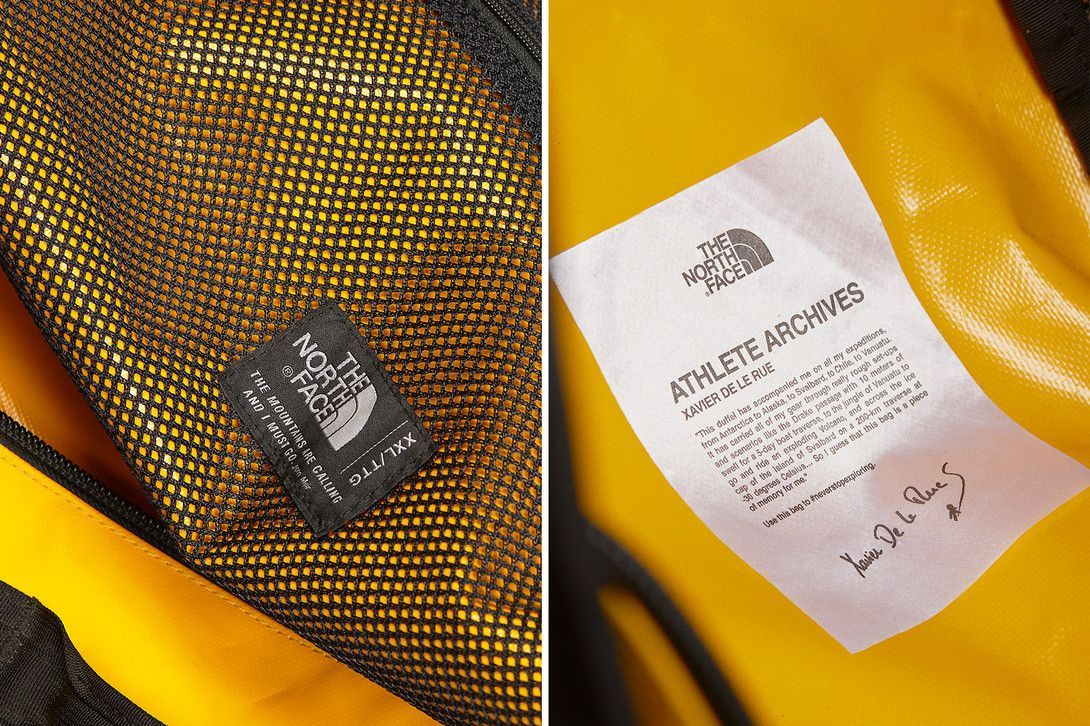 THE
NORTH
FACE®
XXL/TTG
THE MOUNTAINS ARE CALLING
AND I MUST GO
THE
NORTH
FACE
ATHLETE ARCHIVES
XAVIER DE LE RUE
"This duffel has accompanied me on all my expeditions,
from Antarctica to Alaska, to Svalbard, to Chile, to Vanuatu.
It has carried all of my gear through really rough set-ups
and scenarios like the Drake passage with 10 meters of
swell for a 5-day boat traverse, to the jungle of Vanuatu to
go and ride an exploding Volcano, and across the ice
cap of the Island of Svalbard on a 200-km traverse at
-30 degrees Celsius... So I guess that this bag is a piece
of memory for me."
Use this bag to #neverstopexploring.
Xavier De le Rue